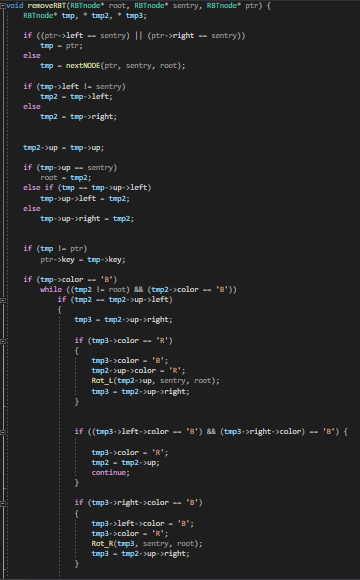 void removeRBT(RBTnode* root, RBTnode* sentry, RBTnode* ptr) {
RBTnode* tmp, * tmp2, * tmp3;
if ((ptr->left == sentry) || (ptr->right == sentry))
tmp = ptr;
else
tmp = nextNODE(ptr, sentry, root);
if (tmp->left != sentry)
tmp2 = tmp->left;
else
tmp2 = tmp->right;
tmp2->up = tmp->up;
if (tmp->up == sentry)
root = tmp2;
else if (tmp == tmp->up->left)
tmp->up->left = tmp2;
else
tmp->up->right = tmp2;
if (tmp != ptr)
ptr->key = tmp->key;
if (tmp->color == 'B')
while ((tmp2 != root) && (tmp2->color == 'B'))
if (tmp2 == tmp2->up->left)
{
tmp3 = tmp2->up->right;
if (tmp3->color == 'R')
{
tmp3->color = 'B';
tmp2->up->color = 'R';
Rot_L(tmp2->up, sentry, root);
tmp3 = tmp2->up->right;
}
if ((tmp3->left->color == 'B') && (tmp3->right->color) == 'B') {
tmp3->color = 'R';
tmp2 = tmp2->up;
continue;
}
if (tmp3->right->color == 'B')
{
tmp3->left->color = 'B';
tmp3->color = 'R';
Rot_R(tmp3, sentry, root);
tmp3 = tmp2->up->right;
}